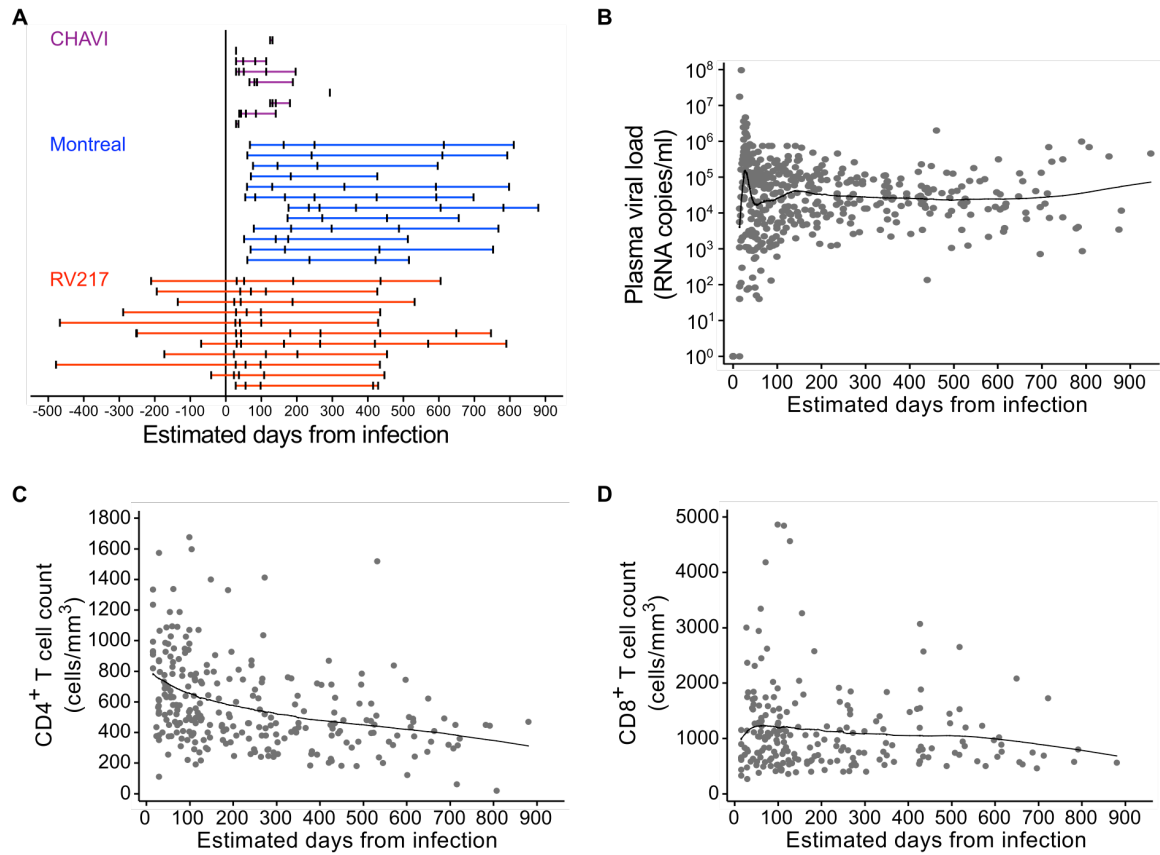 A
CHAVI
Montreal
RV217
-500 -400 -300 -200 -100 0 100 200 300 400 500 600 700 800 900
Estimated days from infection
B
Plasma viral load
(RNA copies/ml)
10⁸
10⁷
10⁶
10⁵
10⁴
10³
10²
10¹
10⁰
0 100 200 300 400 500 600 700 800 900
Estimated days from infection
C
CD4⁺ T cell count
(cells/mm³)
1800
1600
1400
1200
1000
800
600
400
200
0
0 100 200 300 400 500 600 700 800 900
Estimated days from infection
D
CD8⁺ T cell count
(cells/mm³)
5000
4000
3000
2000
1000
0
0 100 200 300 400 500 600 700 800 900
Estimated days from infection